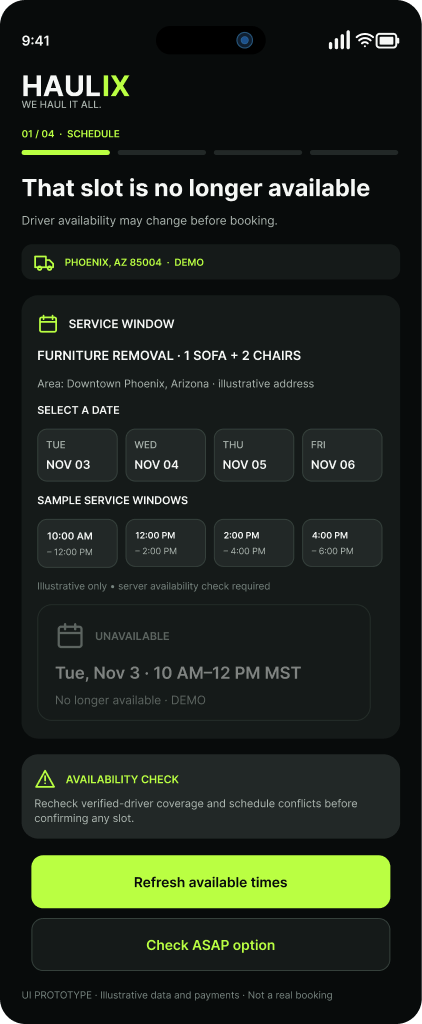 9:41
HAULIX
WE HAUL IT ALL.
01 / 04 · SCHEDULE
That slot is no longer available
Driver availability may change before booking.
PHOENIX, AZ 85004 · DEMO
SERVICE WINDOW
FURNITURE REMOVAL · 1 SOFA + 2 CHAIRS
Area: Downtown Phoenix, Arizona · illustrative address
SELECT A DATE
TUE WED THU FRI
NOV 03 NOV 04 NOV 05 NOV 06
SAMPLE SERVICE WINDOWS
10:00 AM 12:00 PM 2:00 PM 4:00 PM
– 12:00 PM – 2:00 PM – 4:00 PM – 6:00 PM
Illustrative only • server availability check required
UNAVAILABLE
Tue, Nov 3 · 10 AM–12 PM MST
No longer available · DEMO
AVAILABILITY CHECK
Recheck verified-driver coverage and schedule conflicts before
confirming any slot.
Refresh available times
Check ASAP option
UI PROTOTYPE · Illustrative data and payments · Not a real booking